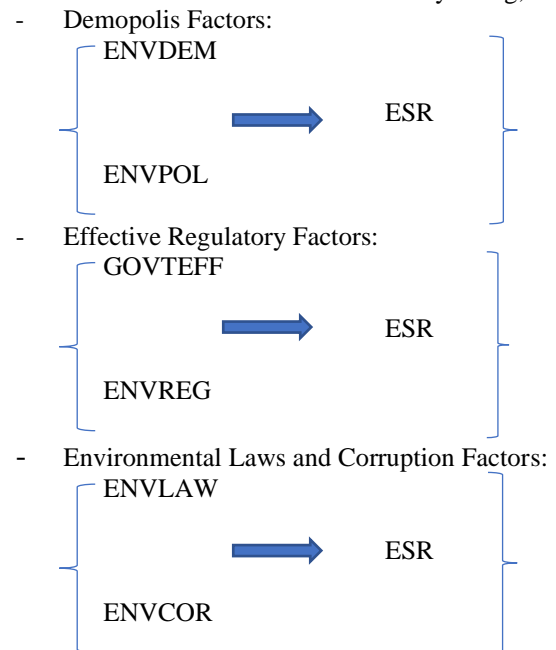 - Demopolis Factors:
ENVDEM
ESR
ENVPOL
- Effective Regulatory Factors:
GOVTEFF
ESR
ENVREG
- Environmental Laws and Corruption Factors:
ENVLAW
ESR
ENVCOR